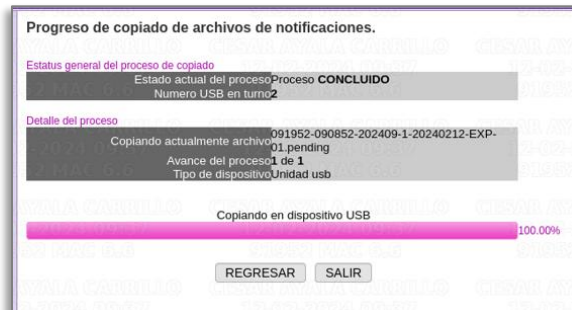 Progreso de copiado de archivos de notificaciones.
Estatus general del proceso de copiado
Estado actual del proceso Proceso CONCLUIDO
Numero USB en turno 2
Detalle del proceso
Copiando actualmente archivo 091952-090852-202409-1-20240212-EXP-
01.pending
Avance del proceso 1 de 1
Tipo de dispositivo Unidad usb
Copiando en dispositivo USB
100.00%
REGRESAR SALIR